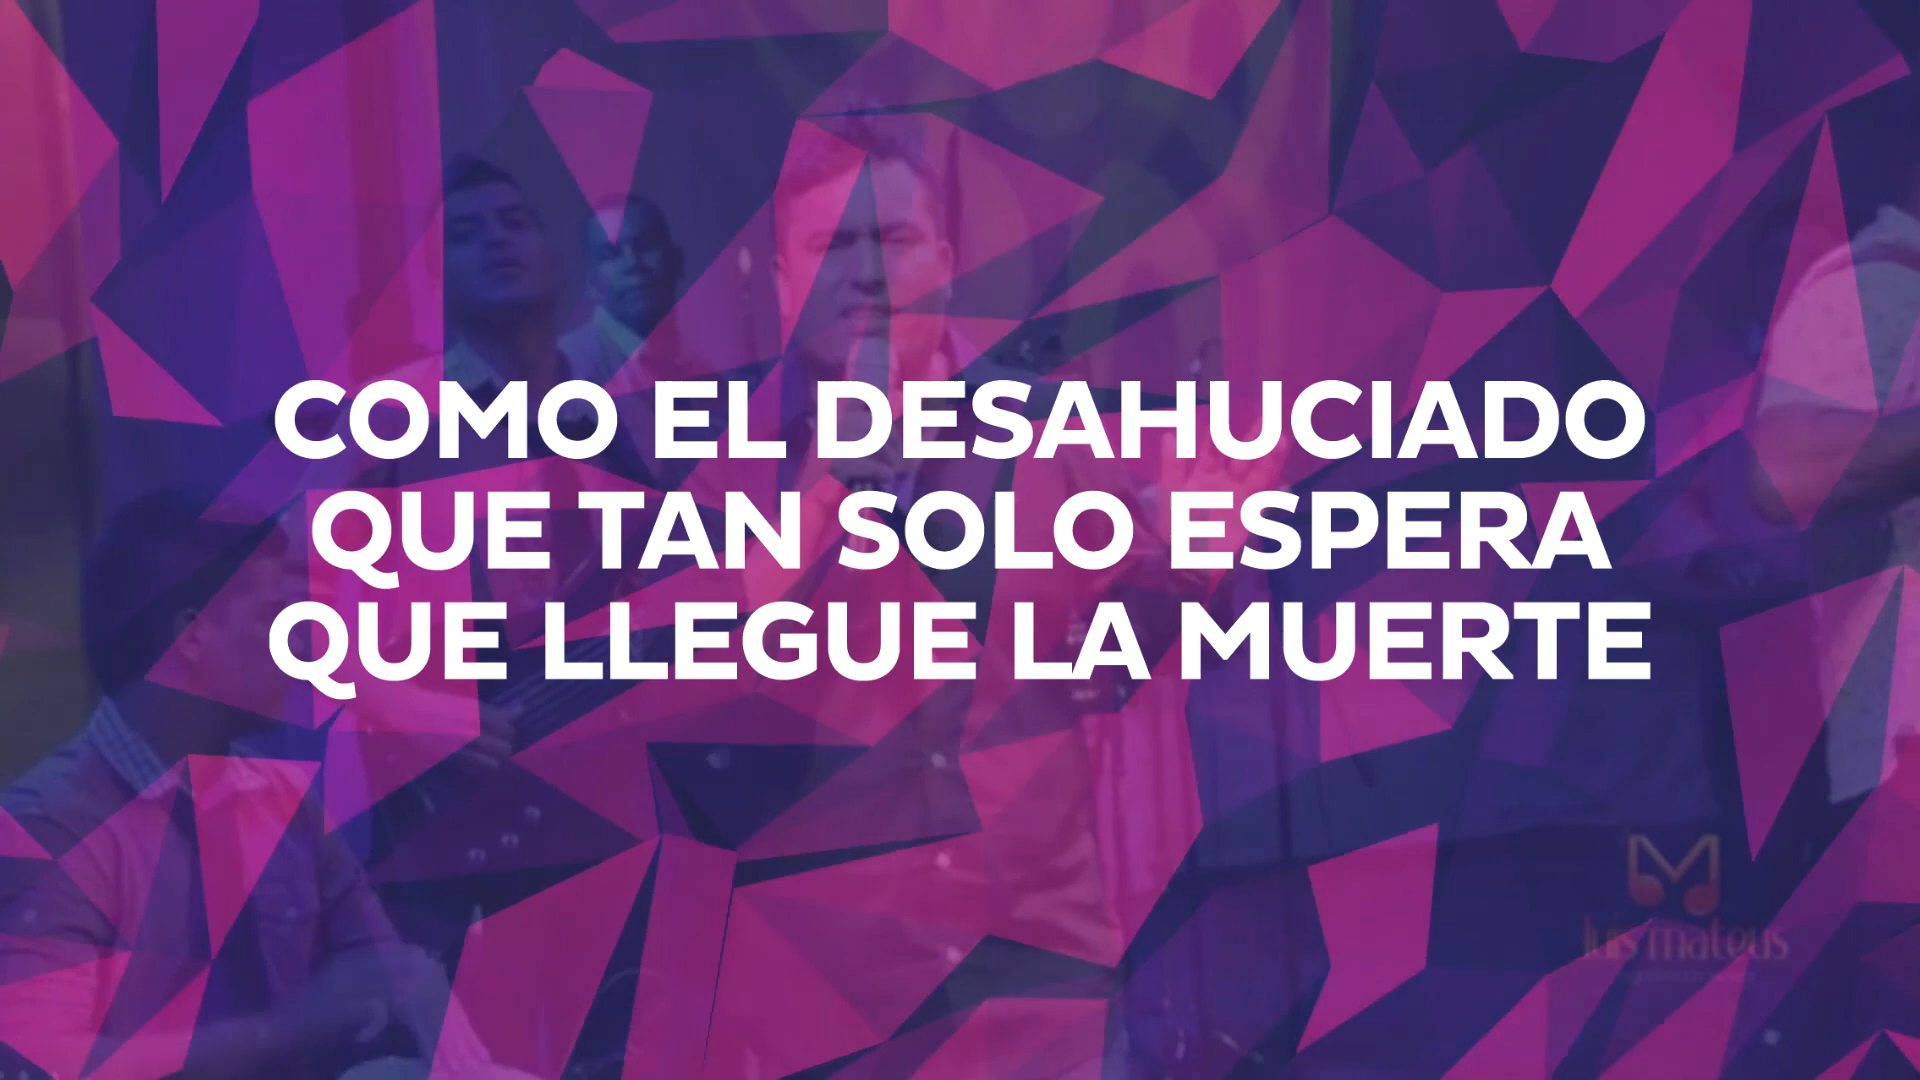 COMO EL DESAHUCIADO
QUE TAN SOLO ESPERA
QUE LLEGUE LA MUERTE
luis mateus